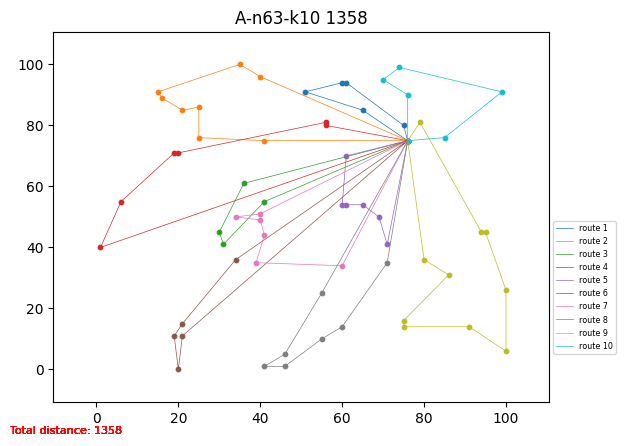 A-n63-k10 1358
100
80
60
40
20
0
0
20
40
60
80
100
route 1
route 2
route 3
route 4
route 5
route 6
route 7
route 8
route 9
route 10
Total distance: 1358